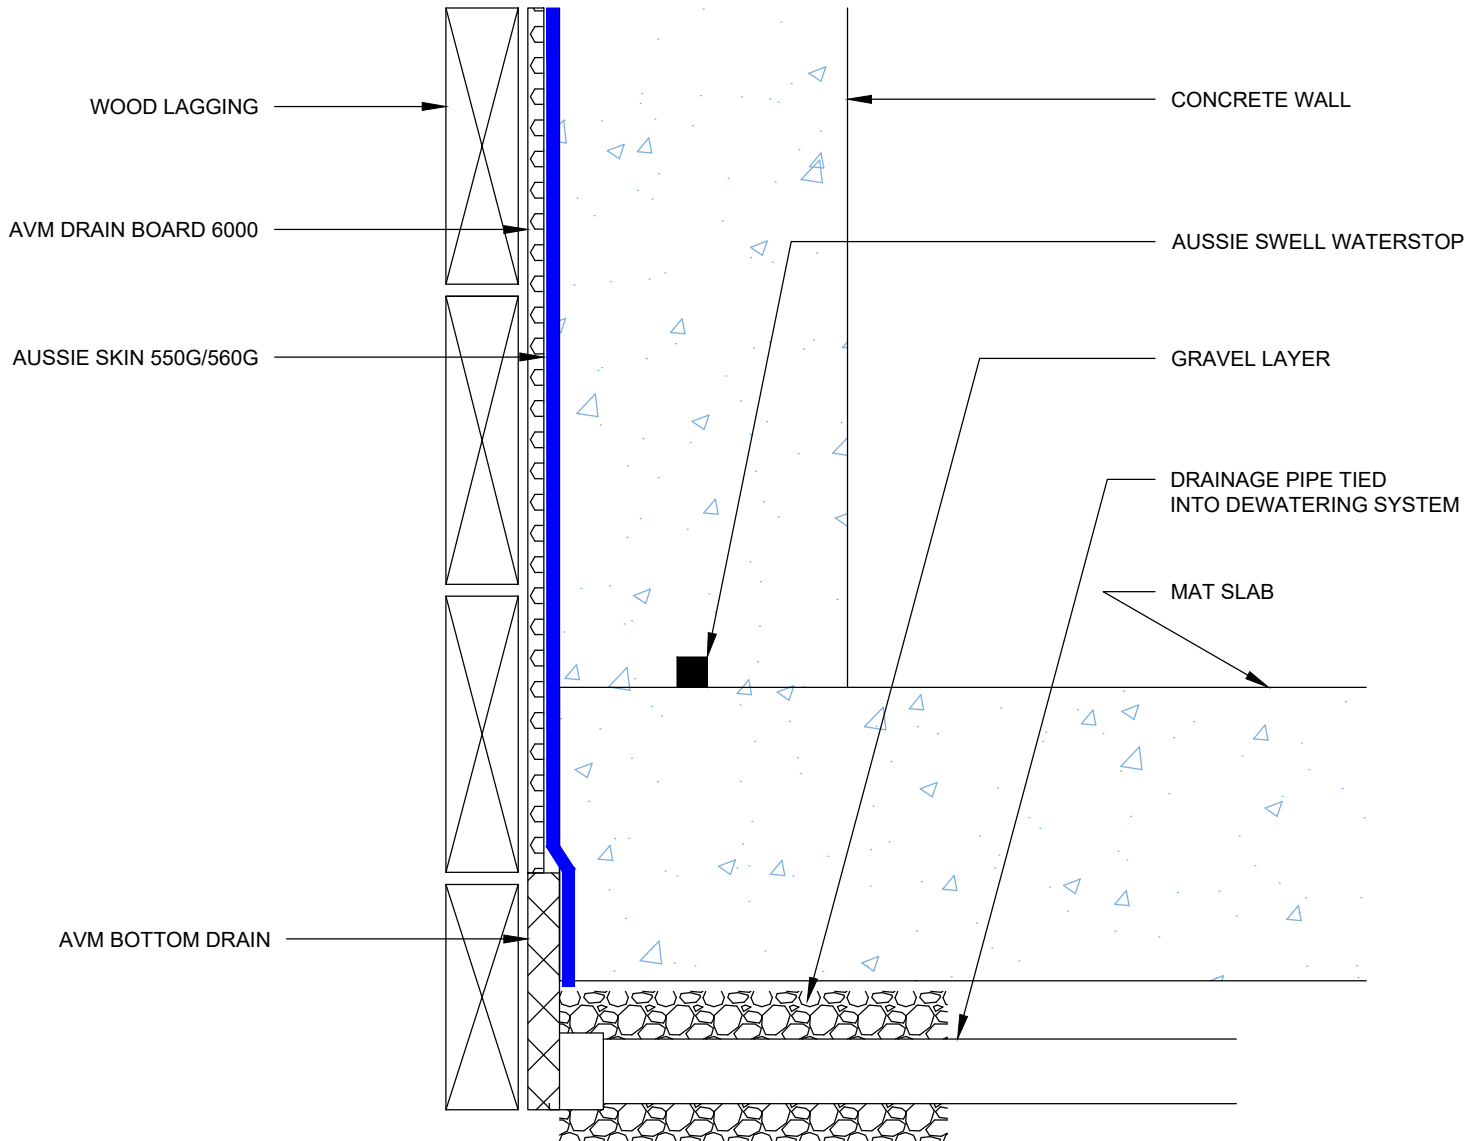 WOOD LAGGING
AVM DRAIN BOARD 6000
AUSSIE SKIN 550G/560G
AVM BOTTOM DRAIN
CONCRETE WALL
AUSSIE SWELL WATERSTOP
GRAVEL LAYER
DRAINAGE PIPE TIED
INTO DEWATERING SYSTEM
MAT SLAB